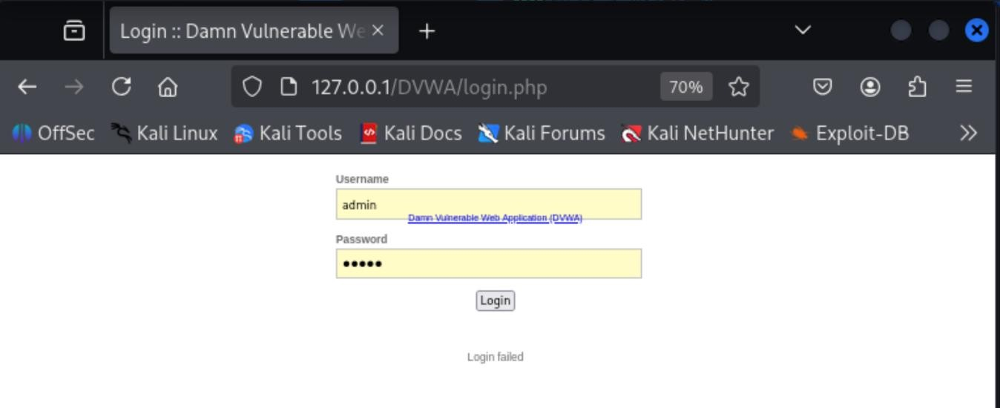 Login :: Damn Vulnerable We
127.0.0.1/DVWA/login.php 70%
OffSec Kali Linux Kali Tools Kali Docs Kali Forums Kali NetHunter Exploit-DB
Username
admin
Damn Vulnerable Web Application (DVWA)
Password
•••••
Login
Login failed